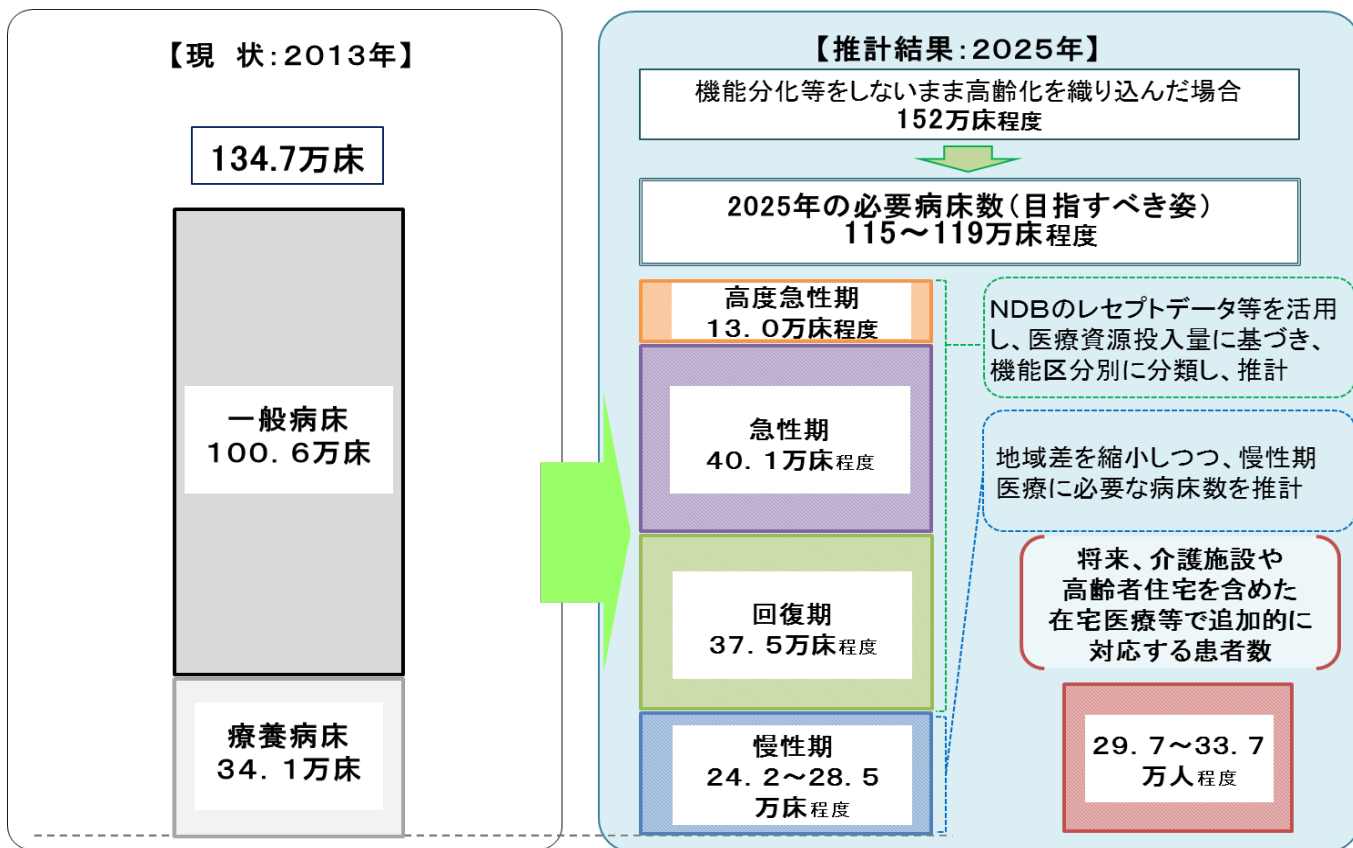 【現 状：2013年】
134.7万床
一般病床
100．6万床
療養病床
34．1万床
【推計結果：2025年】
機能分化等をしないまま高齢化を織り込んだ場合
152万床程度
2025年の必要病床数（目指すべき姿）
115～119万床程度
高度急性期
13．0万床程度
急性期
40．1万床程度
回復期
37．5万床程度
慢性期
24．2～28．5
万床程度
NDBのレセプトデータ等を活用
し、医療資源投入量に基づき、
機能区分別に分類し、推計
地域差を縮小しつつ、慢性期
医療に必要な病床数を推計
将来、介護施設や
高齢者住宅を含めた
在宅医療等で追加的に
対応する患者数
29．7～33．7
万人程度